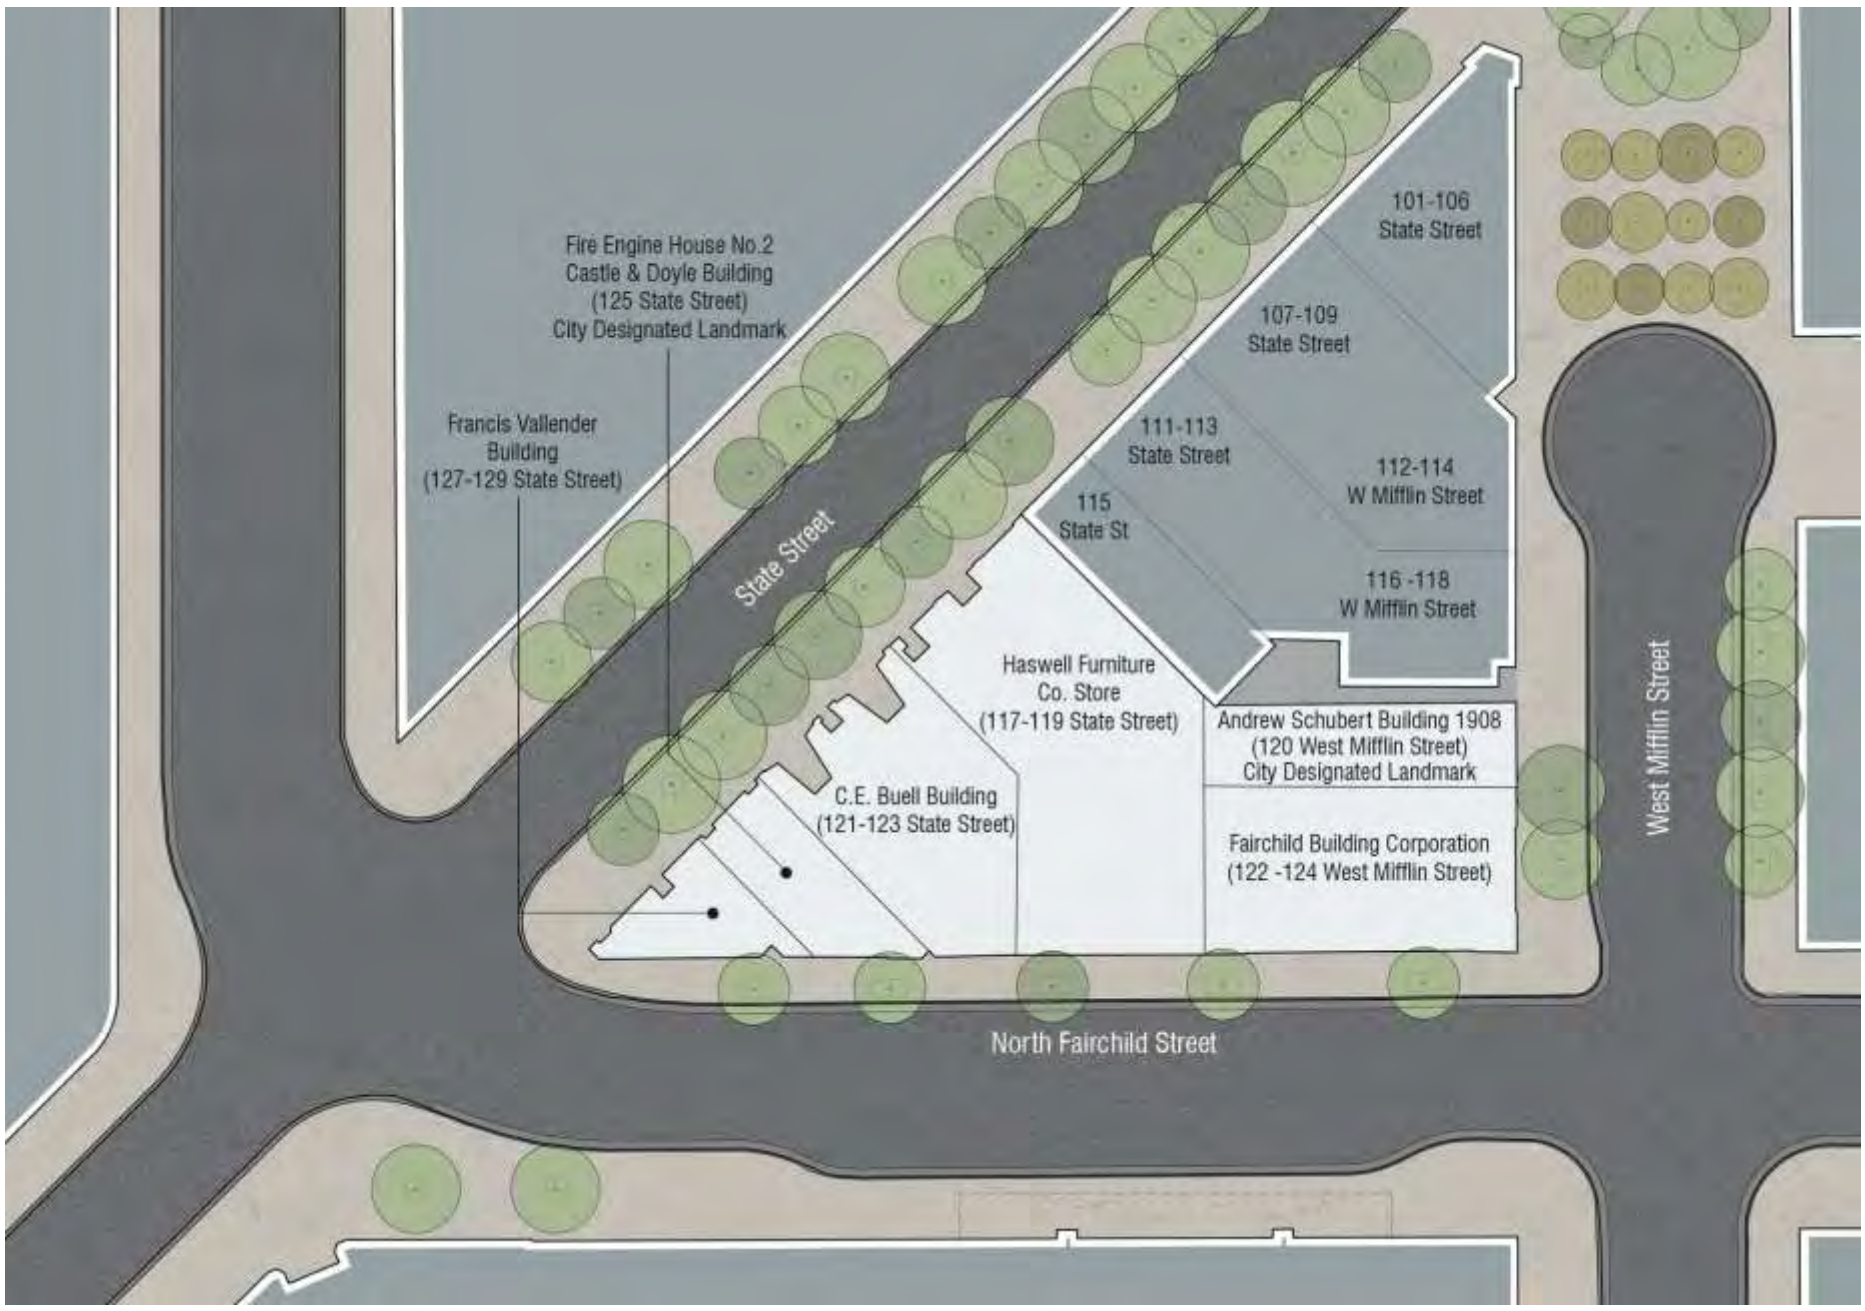 101-106
State Street
Fire Engine House No.2
Castle & Doyle Building
(125 State Street)
City Designated Landmark
107-109
State Street
Francis Vallender
Building
(127-129 State Street)
111-113
State Street
112-114
W Mifflin Street
115
State St
State Street
116 -118
W Mifflin Street
Haswell Furniture
Co. Store
(117-119 State Street)
Andrew Schubert Building 1908
(120 West Mifflin Street)
City Designated Landmark
West Mifflin Street
C.E. Buell Building
(121-123 State Street)
Fairchild Building Corporation
(122 -124 West Mifflin Street)
North Fairchild Street